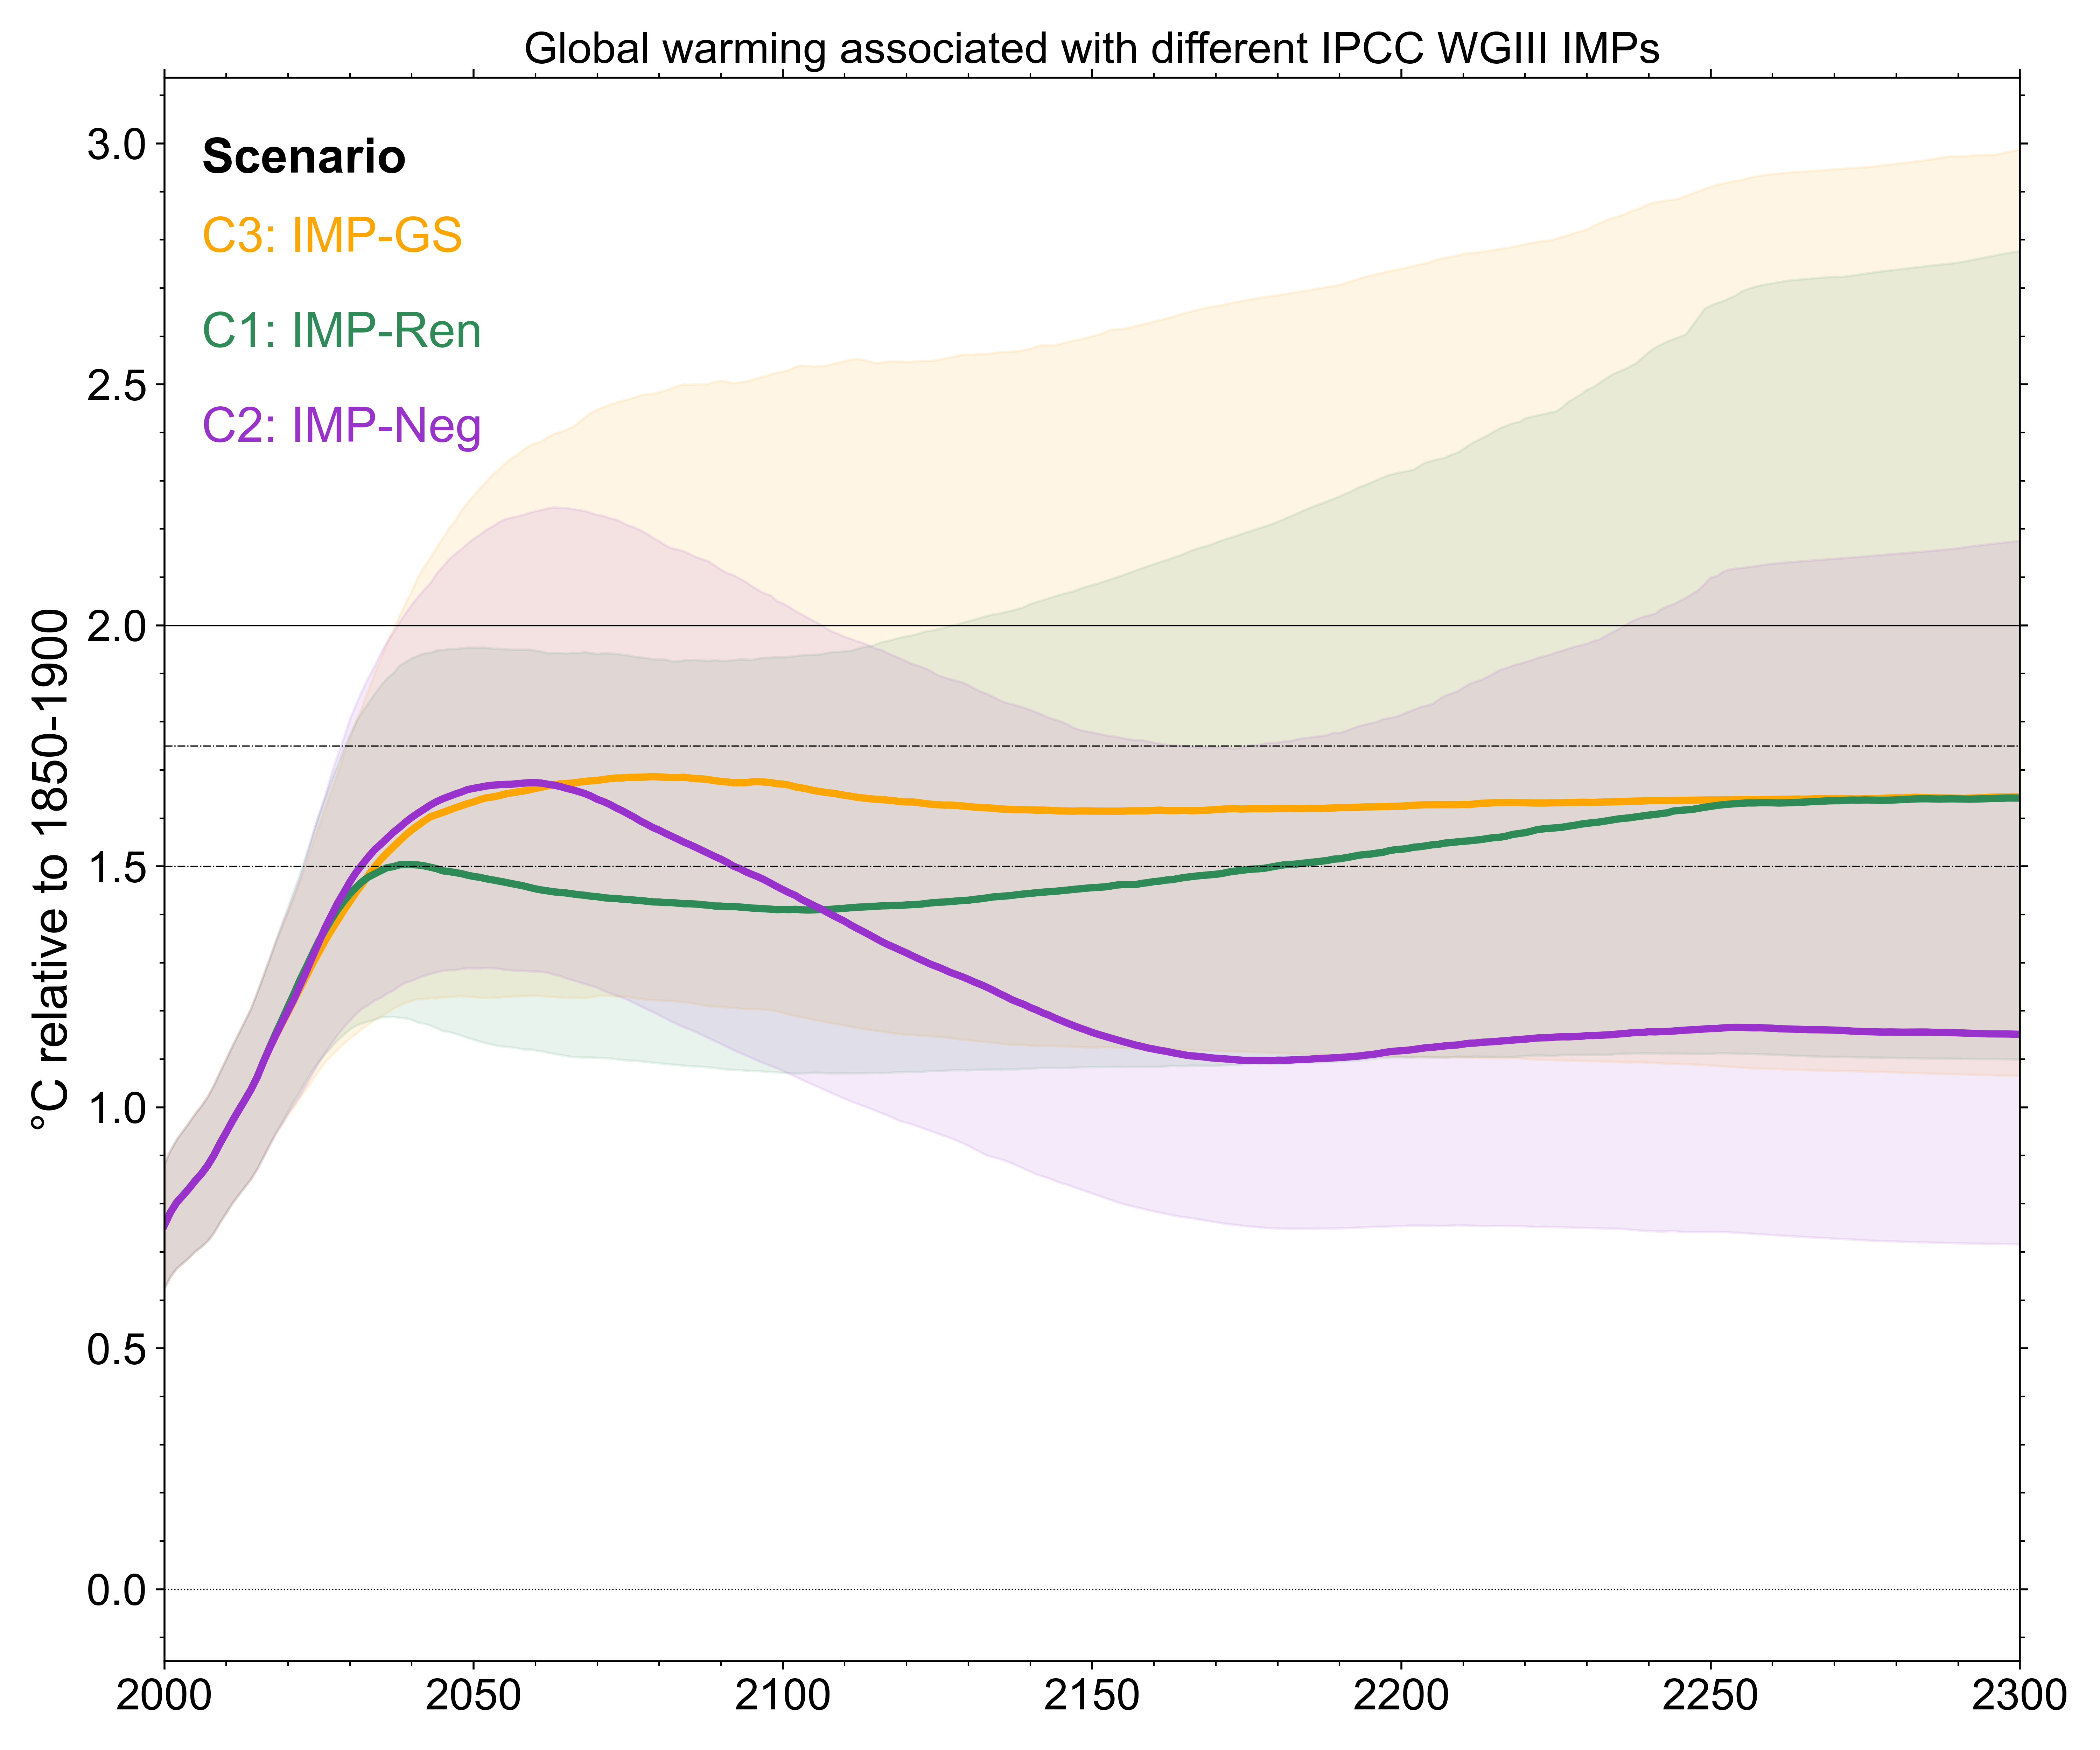 Global warming associated with different IPCC WGIII IMPs
Scenario
C3: IMP-GS
C1: IMP-Ren
C2: IMP-Neg
°C relative to 1850-1900
3.0
2.5
2.0
1.5
1.0
0.5
0.0
2000 2050 2100 2150 2200 2250 2300